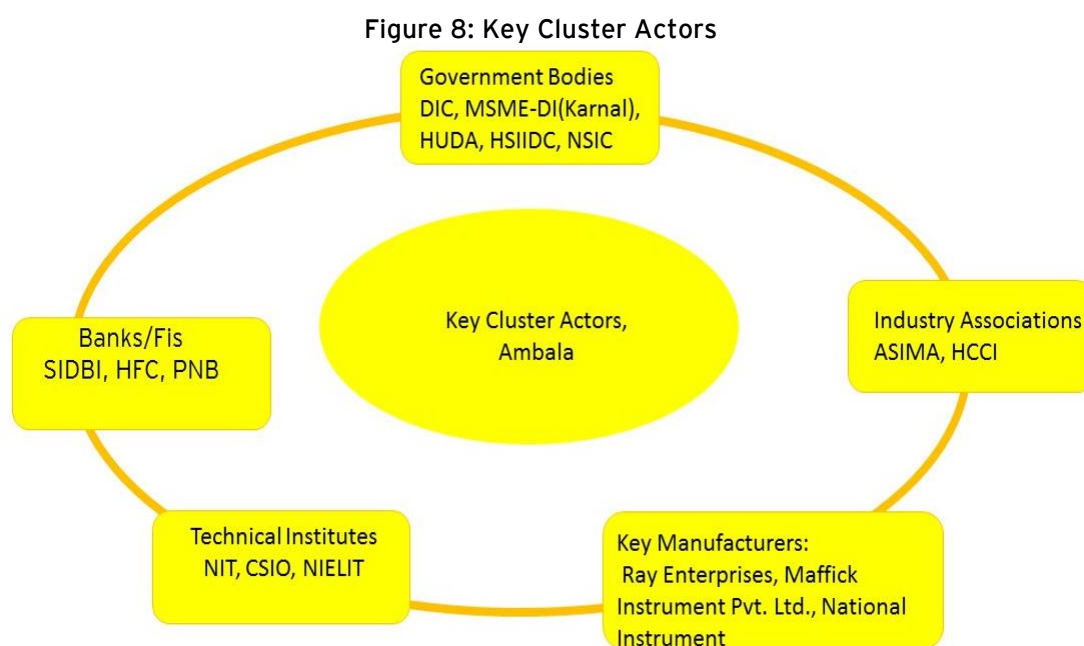 Figure 8: Key Cluster Actors
Government Bodies
DIC, MSME-DI(Karnal),
HUDA, HSIIDC, NSIC
Industry Associations
ASIMA, HCCI
Key Manufacturers:
Ray Enterprises, Maffick
Instrument Pvt. Ltd., National
Instrument
Technical Institutes
NIT, CSIO, NIELIT
Banks/Fis
SIDBI, HFC, PNB
Key Cluster Actors,
Ambala